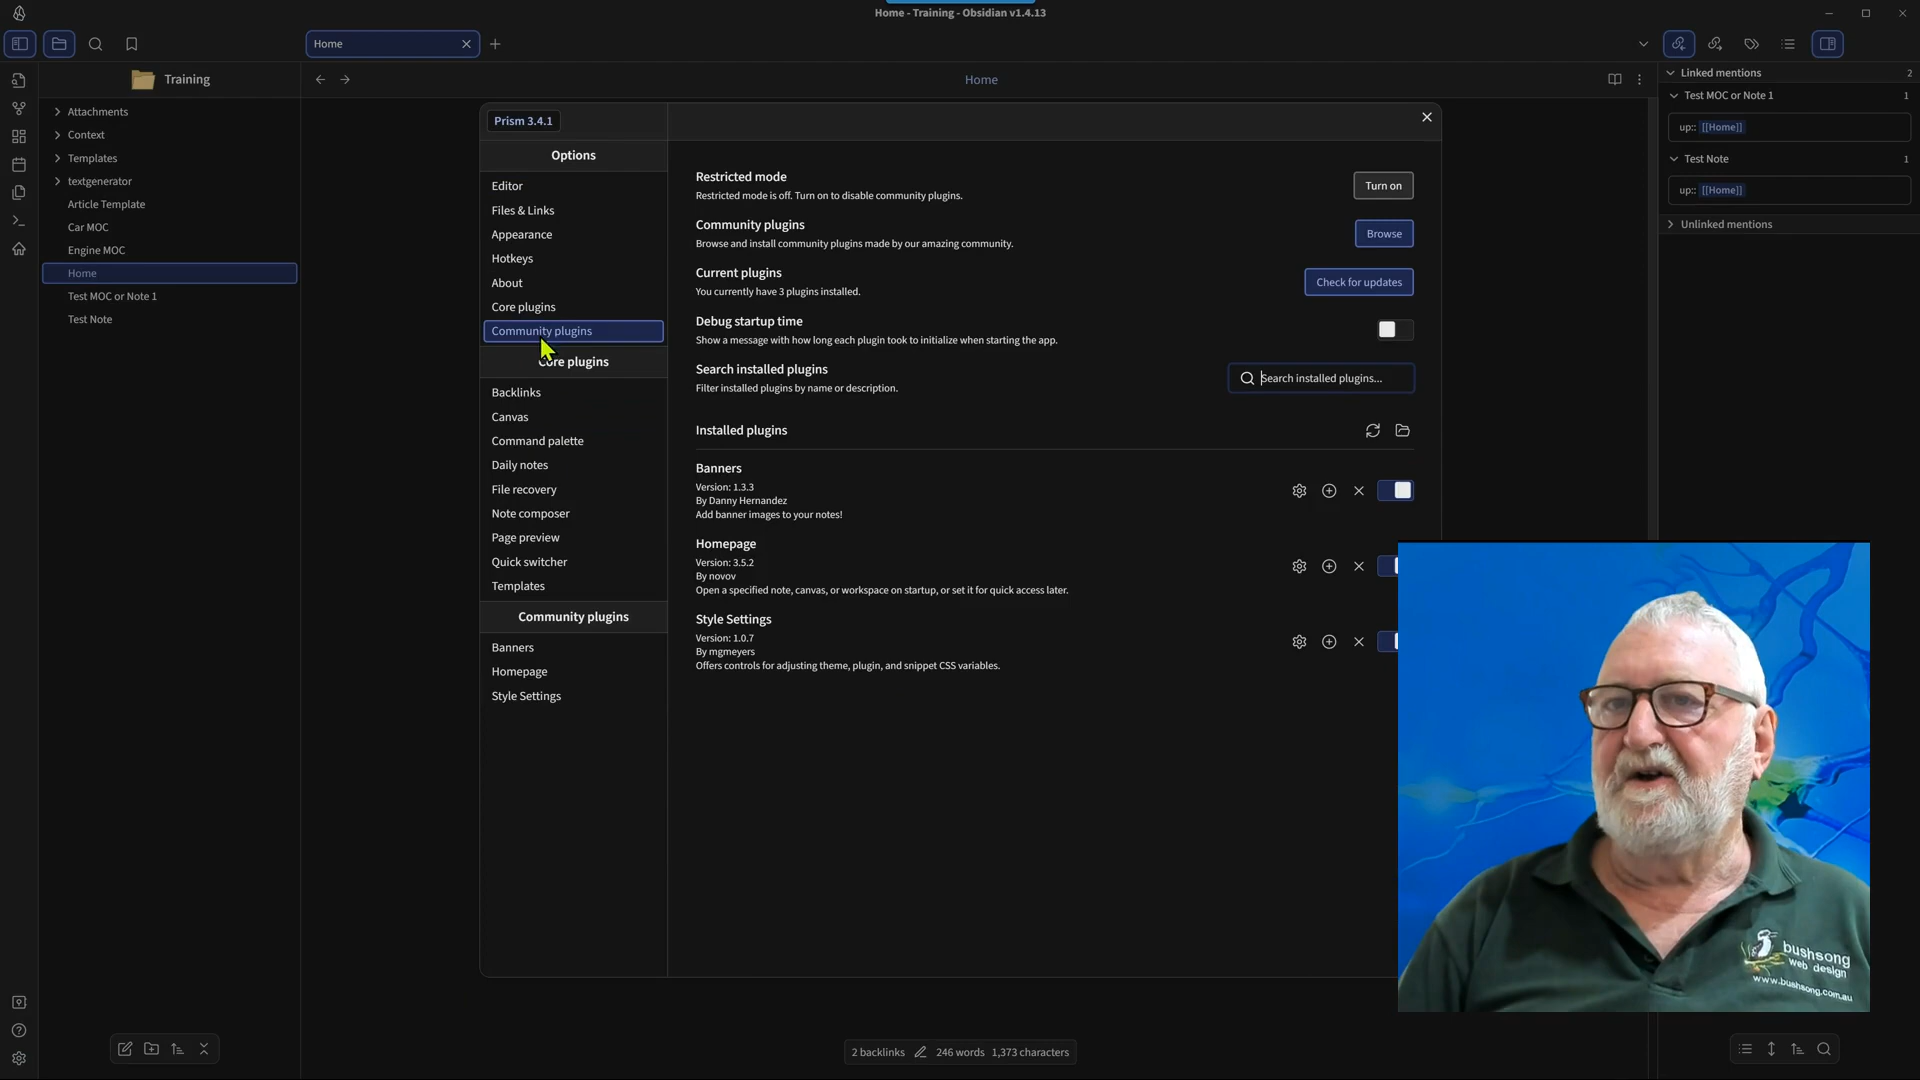 Home - Training - Obsidian v1.4.13
Home
Training
Home
Attachments
Context
Templates
textgenerator
Article Template
Car MOC
Engine MOC
Home
Test MOC or Note 1
Test Note
Prism 3.4.1
Options
Editor
Files & Links
Appearance
Hotkeys
About
Core plugins
Community plugins
Core plugins
Backlinks
Canvas
Command palette
Daily notes
File recovery
Note composer
Page preview
Quick switcher
Templates
Community plugins
Banners
Homepage
Style Settings
Restricted mode
Restricted mode is off. Turn on to disable community plugins.
Turn on
Community plugins
Browse and install community plugins made by our amazing community.
Browse
Current plugins
You currently have 3 plugins installed.
Check for updates
Debug startup time
Show a message with how long each plugin took to initialize when starting the app.
Search installed plugins
Filter installed plugins by name or description.
Search installed plugins...
Installed plugins
Banners
Version: 1.3.3
By Danny Hernandez
Add banner images to your notes!
Homepage
Version: 3.5.2
By novov
Open a specified note, canvas, or workspace on startup, or set it for quick access later.
Style Settings
Version: 1.0.7
By mgmeyers
Offers controls for adjusting theme, plugin, and snippet CSS variables.
Linked mentions 2
Test MOC or Note 1 1
up:: [[Home]]
Test Note 1
up:: [[Home]]
Unlinked mentions
bushsong
web design
www.bushsong.com.au
2 backlinks 246 words 1,373 characters